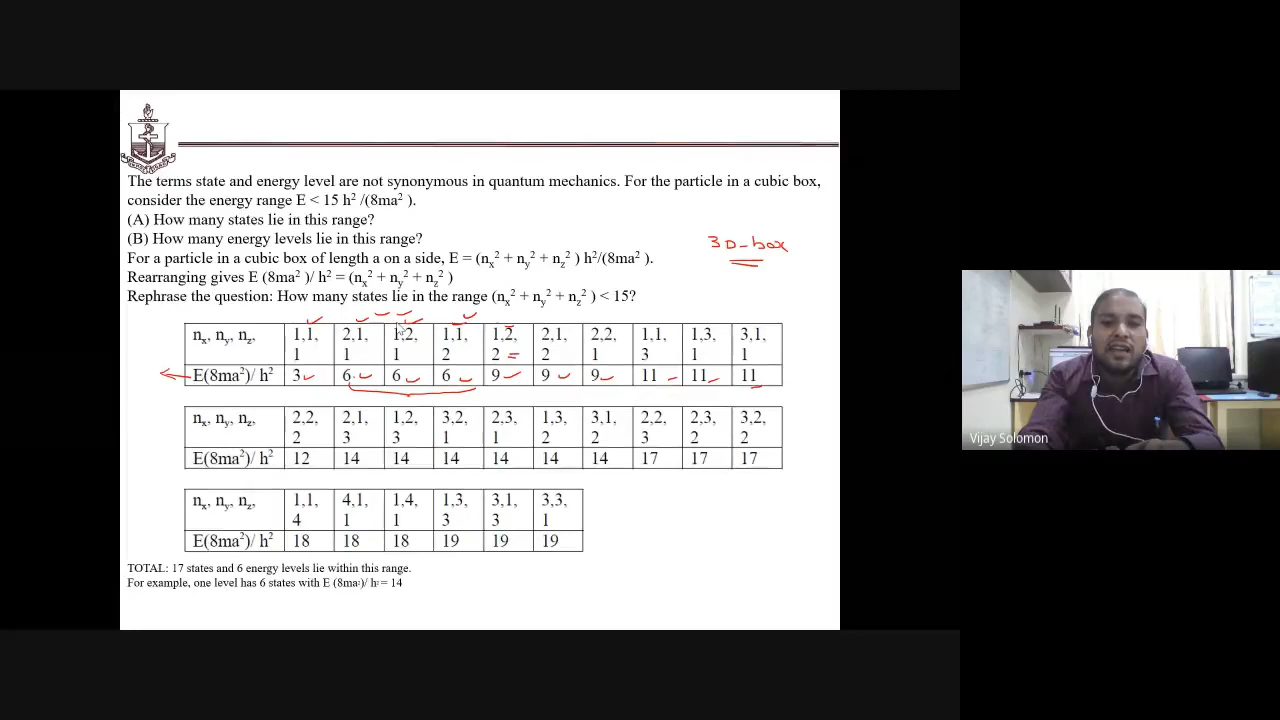 The terms state and energy level are not synonymous in quantum mechanics. For the particle in a cubic box,
consider the energy range E < 15 h² /(8ma² ).
(A) How many states lie in this range?
(B) How many energy levels lie in this range?
3D-box
For a particle in a cubic box of length a on a side, E = (nx² + ny² + nz² ) h²/(8ma² ).
Rearranging gives E (8ma² )/ h² = (nx² + ny² + nz² )
Rephrase the question: How many states lie in the range (nx² + ny² + nz² ) < 15?
nx, ny, nz, 1,1, 2,1, 1,2, 1,1, 1,2, 2,1, 2,2, 1,1, 1,3, 3,1,
1 1 1 2 2 2 1 3 1 1
E(8ma²)/ h² 3 6 6 6 9 9 9 11 11 11
nx, ny, nz, 2,2, 2,1, 1,2, 3,2, 2,3, 1,3, 3,1, 2,2, 2,3, 3,2,
2 3 3 1 1 2 2 3 2 2
E(8ma²)/ h² 12 14 14 14 14 14 14 17 17 17
nx, ny, nz, 1,1, 4,1, 1,4, 1,3, 3,1, 3,3,
4 1 1 3 3 1
E(8ma²)/ h² 18 18 18 19 19 19
TOTAL: 17 states and 6 energy levels lie within this range.
For example, one level has 6 states with E (8ma²)/ h² = 14
Vijay Solomon